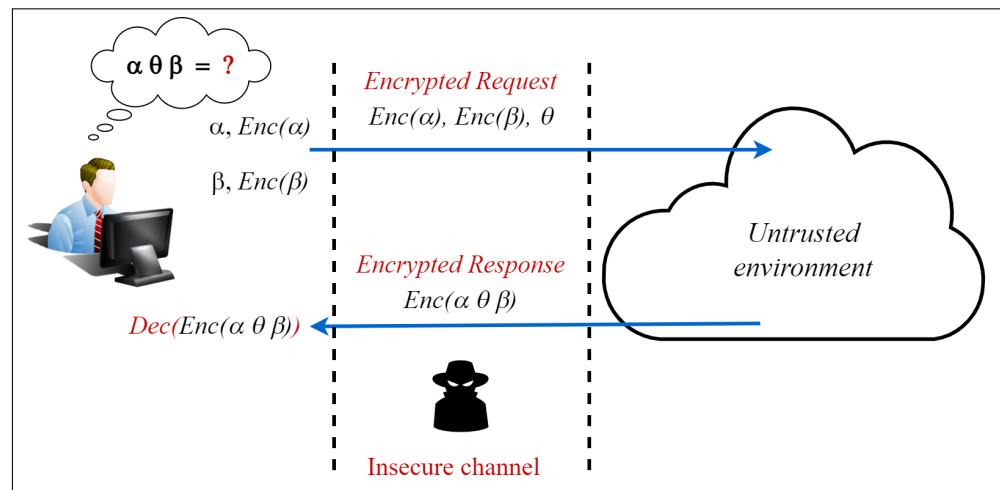 α θ β = ?
α, Enc(α)
β, Enc(β)
Encrypted Request
Enc(α), Enc(β), θ
Untrusted
environment
Encrypted Response
Enc(α θ β)
Dec(Enc(α θ β))
Insecure channel